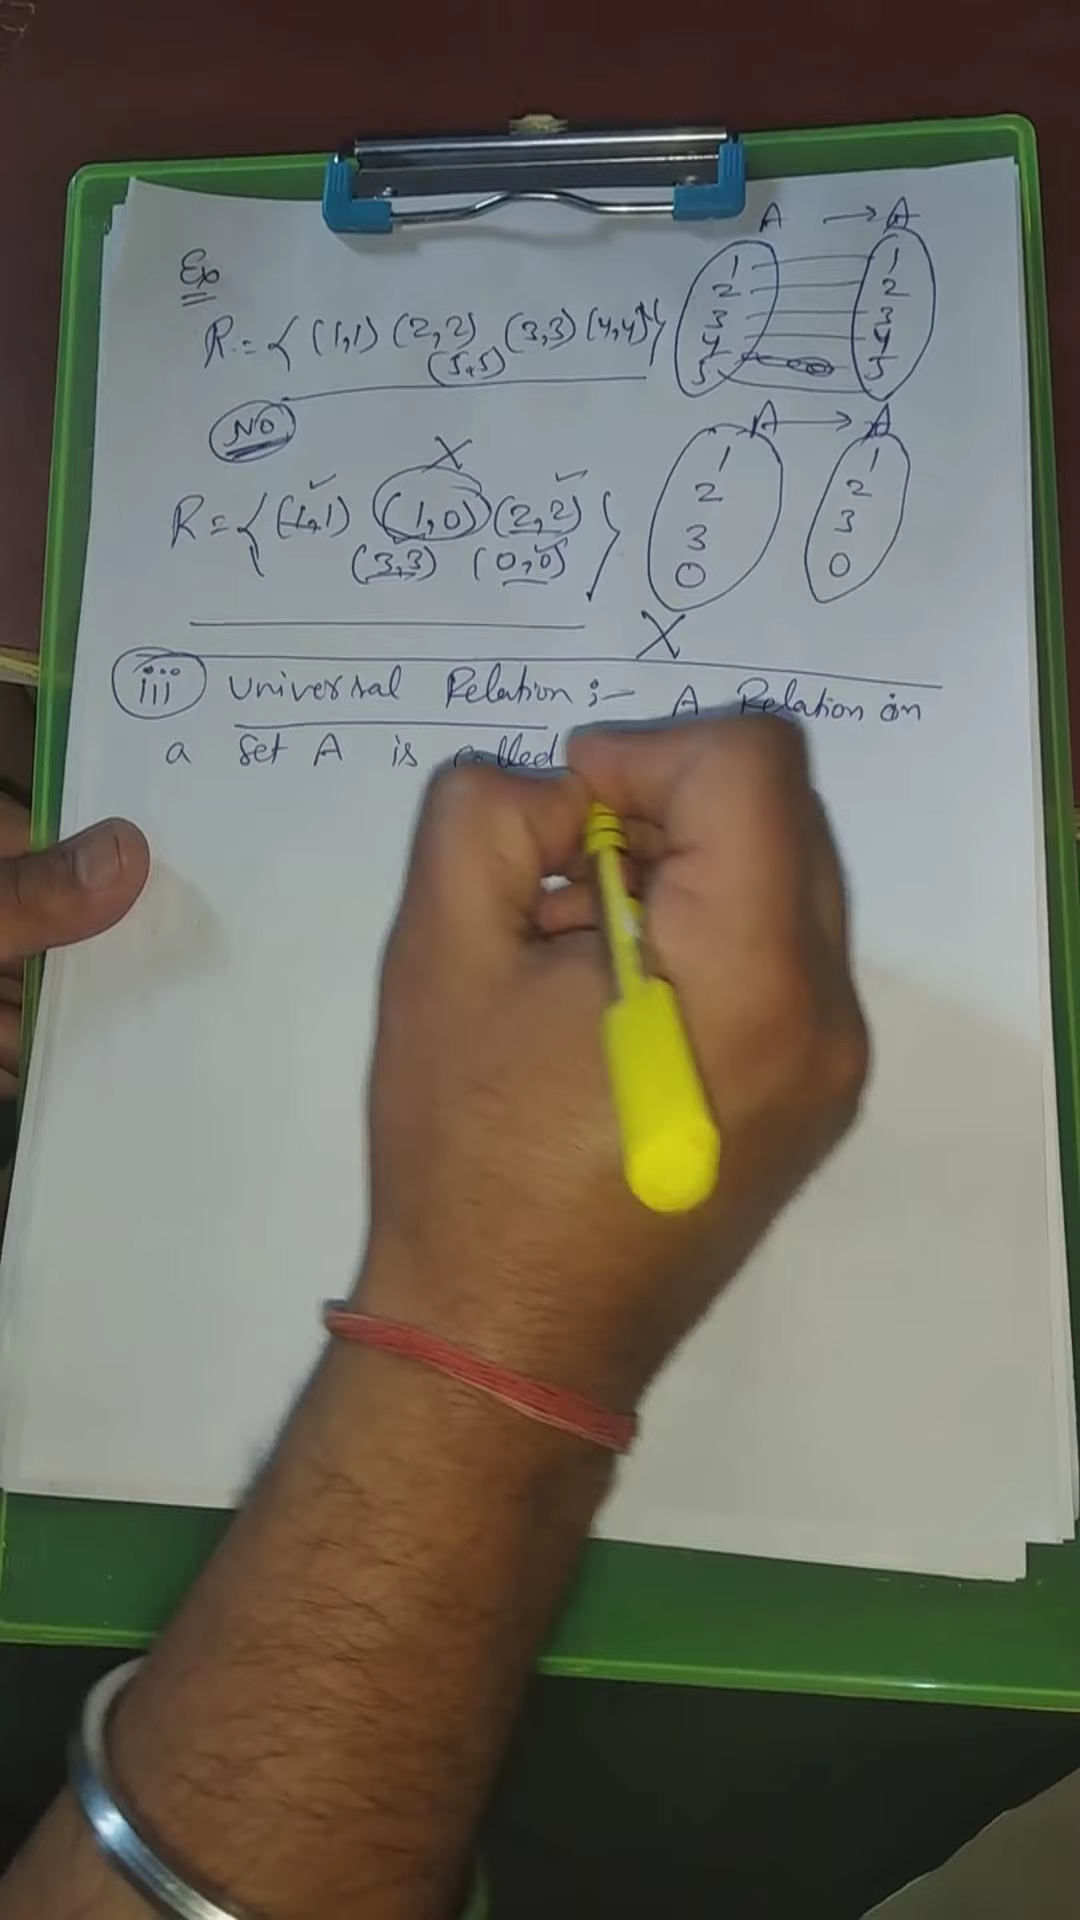 Ex
R = { (1,1) (2,2) (3,3) (4,4) }
(5,5)
A → A
1 1
2 2
3 3
4 4
5 5
NO
X
R = { (1,1) (1,0) (2,2) }
(3,3) (0,0)
A → A
1 1
2 2
3 3
0 0
X
iii Universal Relation :- A Relation in
a Set A is called